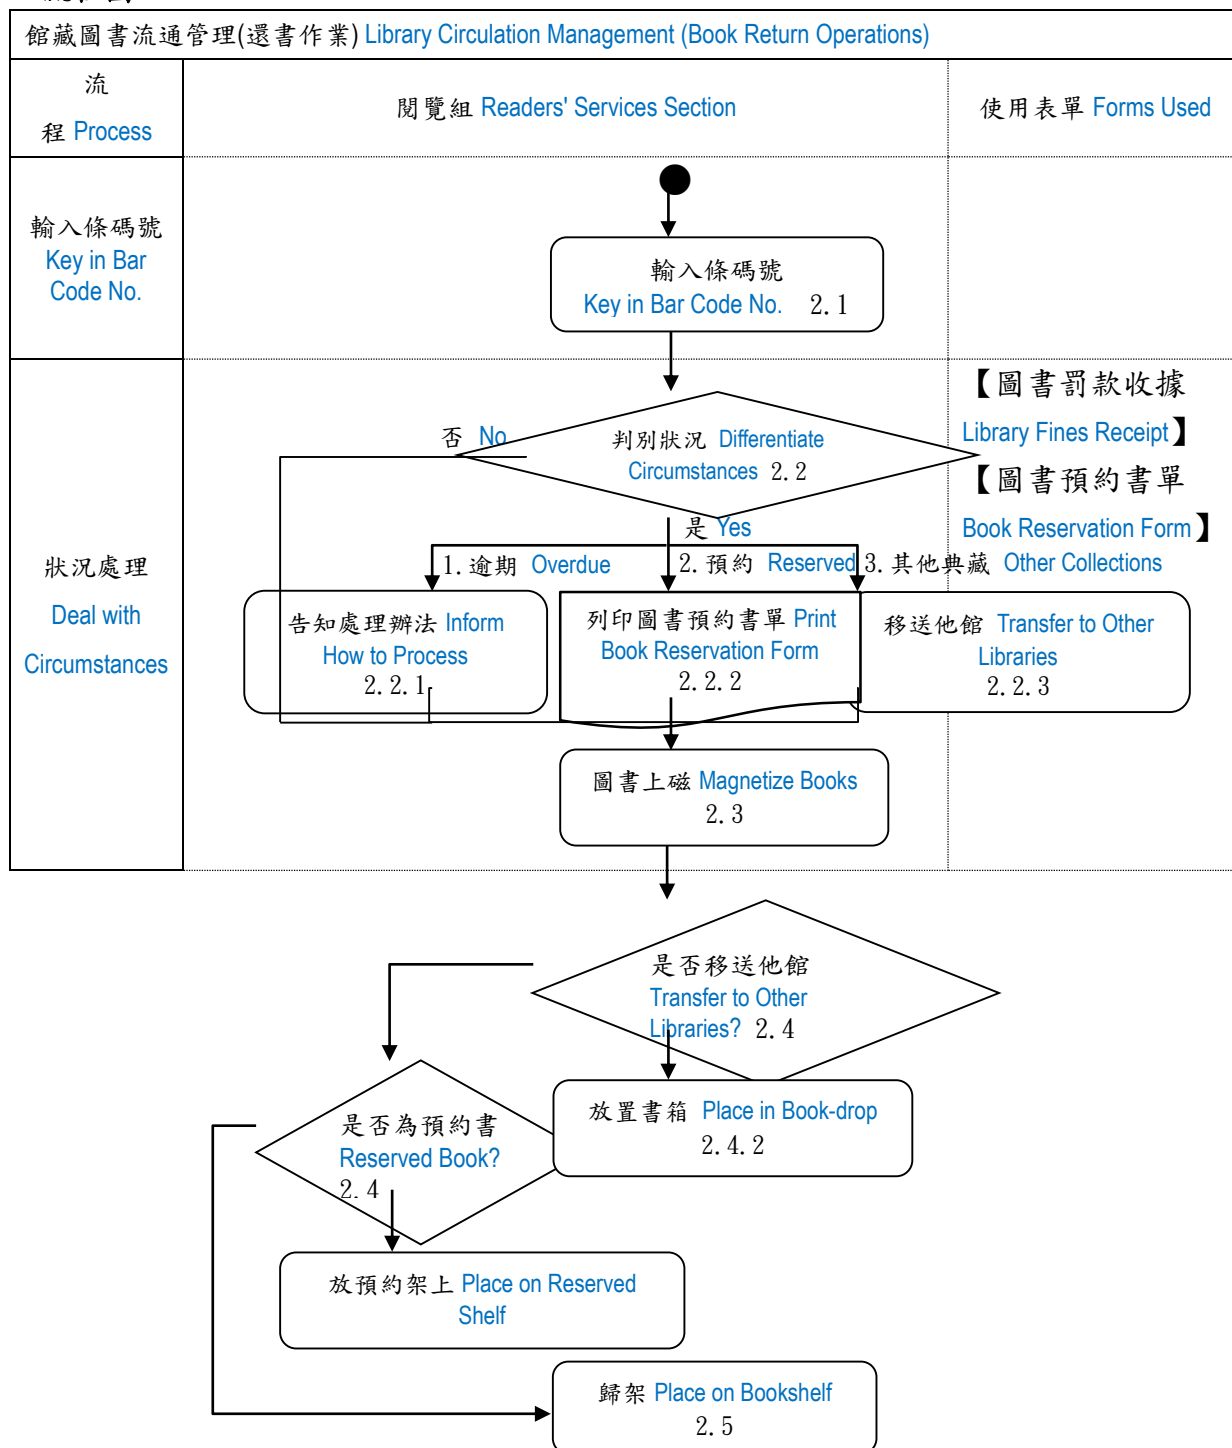 館藏圖書流通管理(還書作業) Library Circulation Management (Book Return Operations)
流
程 Process
閱覽組 Readers' Services Section
使用表單 Forms Used
輸入條碼號
Key in Bar
Code No.
輸入條碼號
Key in Bar Code No. 2.1
狀況處理
Deal with
Circumstances
否 No
判別狀況 Differentiate
Circumstances 2.2
【圖書罰款收據
Library Fines Receipt】
【圖書預約書單
Book Reservation Form】
是 Yes
1.逾期 Overdue
2.預約 Reserved
3.其他典藏 Other Collections
告知處理辦法 Inform
How to Process
2.2.1
列印圖書預約書單 Print
Book Reservation Form
2.2.2
移送他館 Transfer to Other
Libraries
2.2.3
圖書上磁 Magnetize Books
2.3
是否移送他館
Transfer to Other
Libraries? 2.4
放置書箱 Place in Book-drop
2.4.2
是否為預約書
Reserved Book?
2.4
放預約架上 Place on Reserved
Shelf
歸架 Place on Bookshelf
2.5